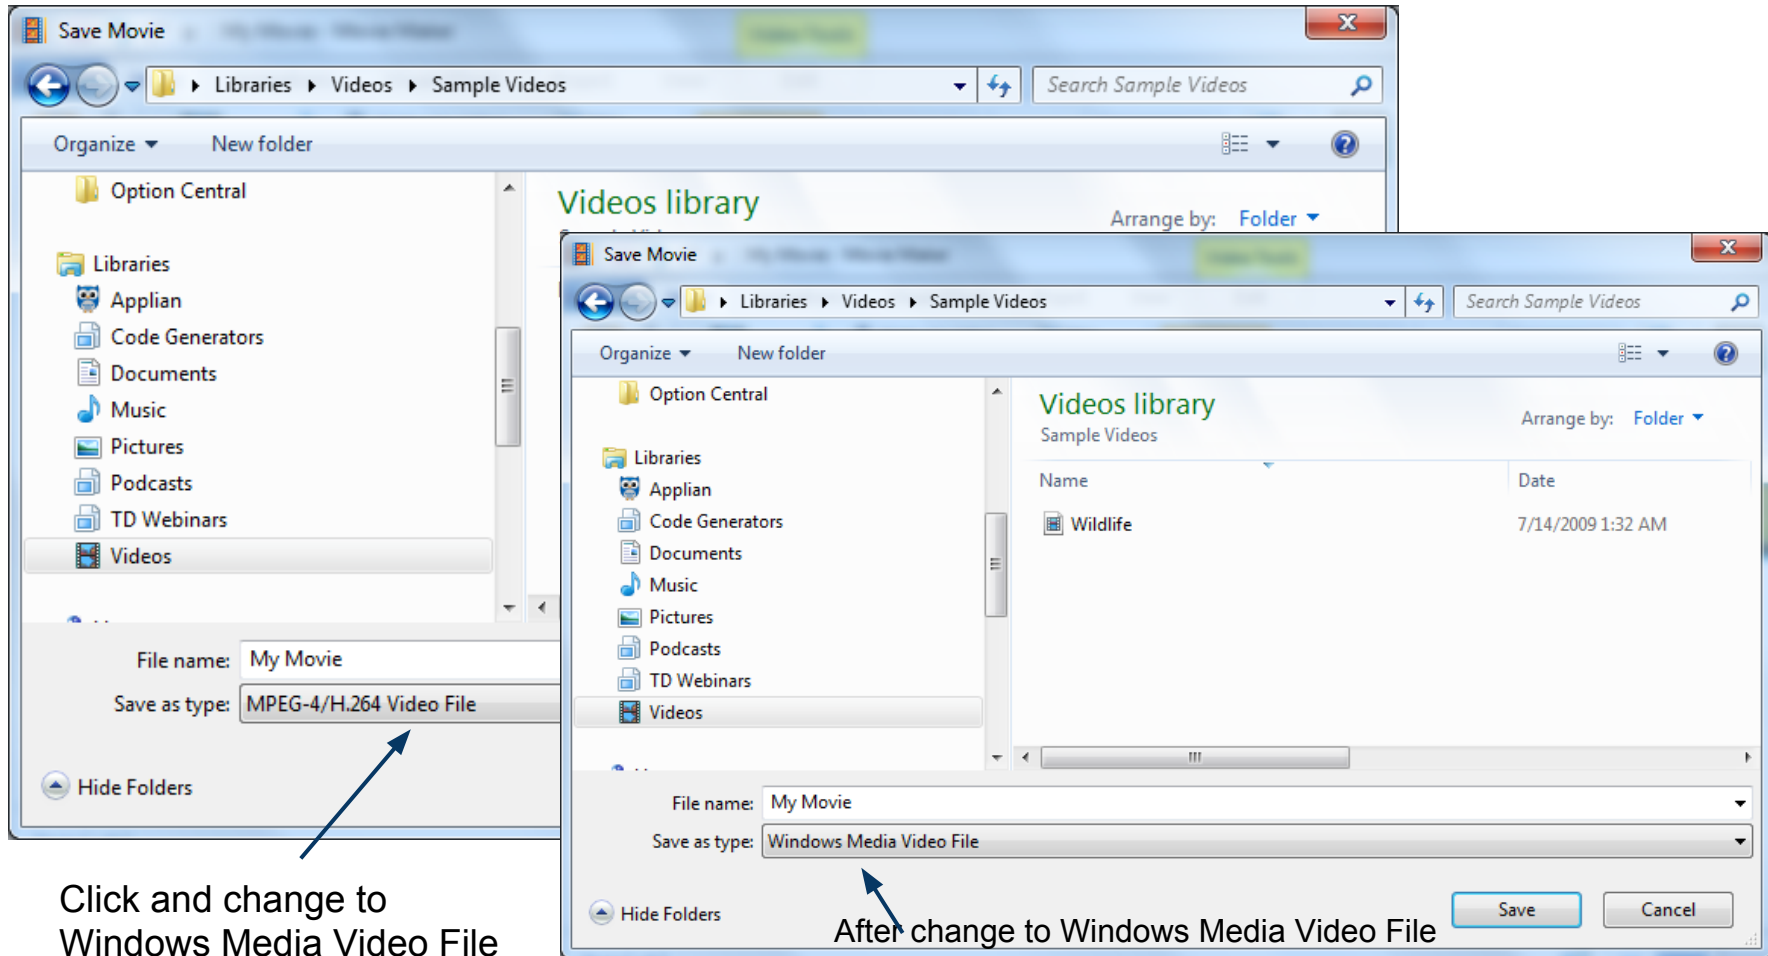 Save Movie
Libraries ▸ Videos ▸ Sample Videos
Search Sample Videos
Organize New folder
Option Central
Libraries
Applian
Code Generators
Documents
Music
Pictures
Podcasts
TD Webinars
Videos
Videos library
Arrange by: Folder
File name: My Movie
Save as type: MPEG-4/H.264 Video File
Hide Folders
Click and change to
Windows Media Video File
Save Movie
Libraries ▸ Videos ▸ Sample Videos
Search Sample Videos
Organize New folder
Option Central
Libraries
Applian
Code Generators
Documents
Music
Pictures
Podcasts
TD Webinars
Videos
Videos library
Sample Videos
Arrange by: Folder
Name Date
Wildlife 7/14/2009 1:32 AM
File name: My Movie
Save as type: Windows Media Video File
Hide Folders
Save Cancel
After change to Windows Media Video File